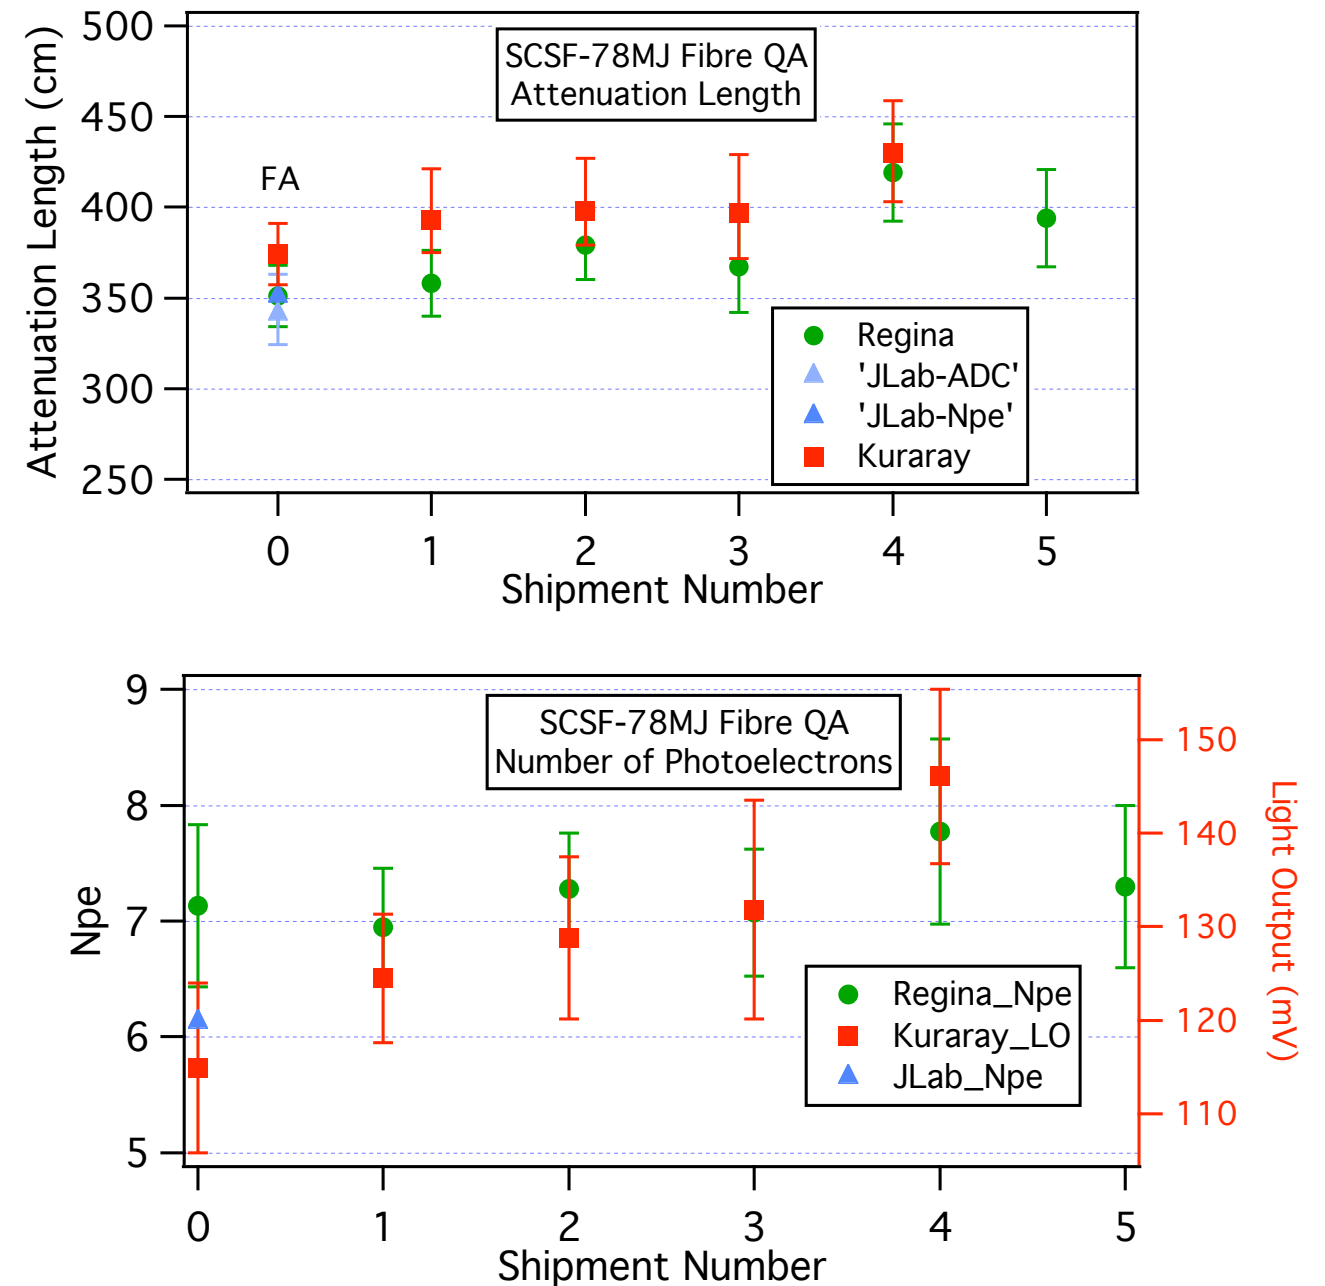 SCSF-78MJ Fibre QA
Attenuation Length
Attenuation Length (cm)
500
450
400
350
300
250
FA
Regina
'JLab-ADC'
'JLab-Npe'
Kuraray
0 1 2 3 4 5
Shipment Number
SCSF-78MJ Fibre QA
Number of Photoelectrons
Npe
9
8
7
6
5
Regina_Npe
Kuraray_LO
JLab_Npe
150
140
130
120
110
Light Output (mV)
0 1 2 3 4 5
Shipment Number